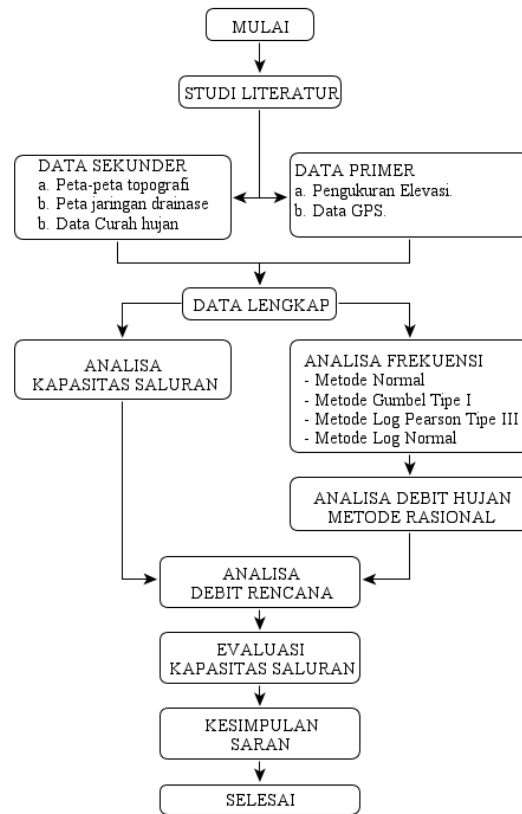 MULAI
STUDI LITERATUR
DATA SEKUNDER
a. Peta-peta topografi
b. Peta jaringan drainase
b. Data Curah hujan
DATA PRIMER
a. Pengukuran Elevasi.
b. Data GPS.
DATA LENGKAP
ANALISA
KAPASITAS SALURAN
ANALISA FREKUENSI
- Metode Normal
- Metode Gumbel Tipe I
- Metode Log Pearson Tipe III
- Metode Log Normal
ANALISA DEBIT HUJAN
METODE RASIONAL
ANALISA
DEBIT RENCANA
EVALUASI
KAPASITAS SALURAN
KESIMPULAN
SARAN
SELESAI